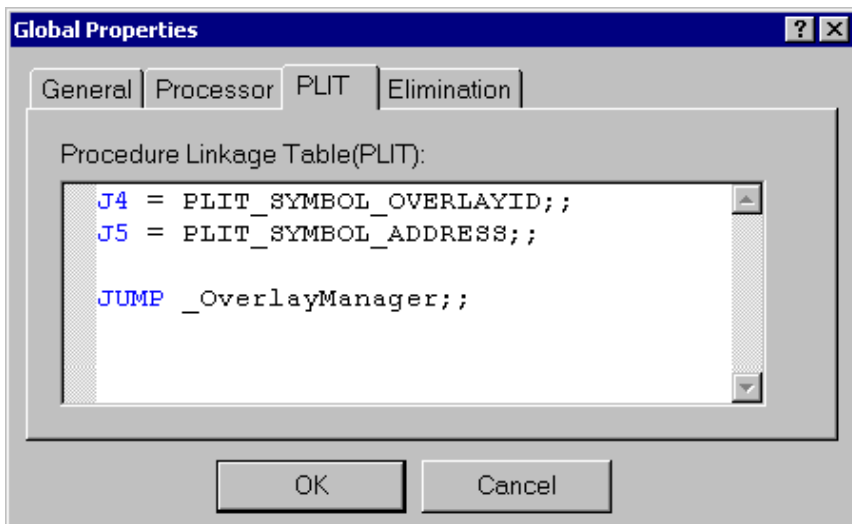 Global Properties
General Processor PLIT Elimination
Procedure Linkage Table(PLIT):
J4 = PLIT_SYMBOL_OVERLAYID;;
J5 = PLIT_SYMBOL_ADDRESS;;
JUMP _OverlayManager;;
OK Cancel